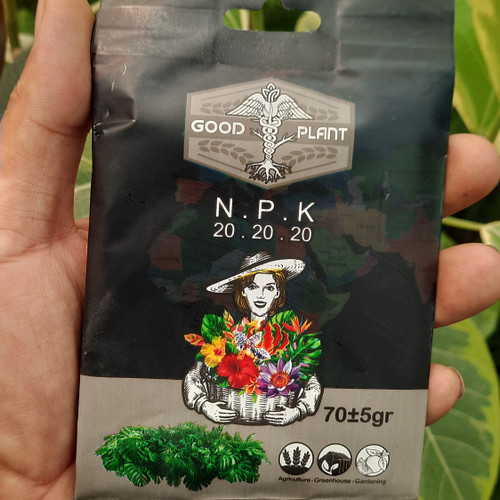 GOOD PLANT
N.P.K
20.20.20
70±5gr
Agriculture - Greenhouse - Gardening